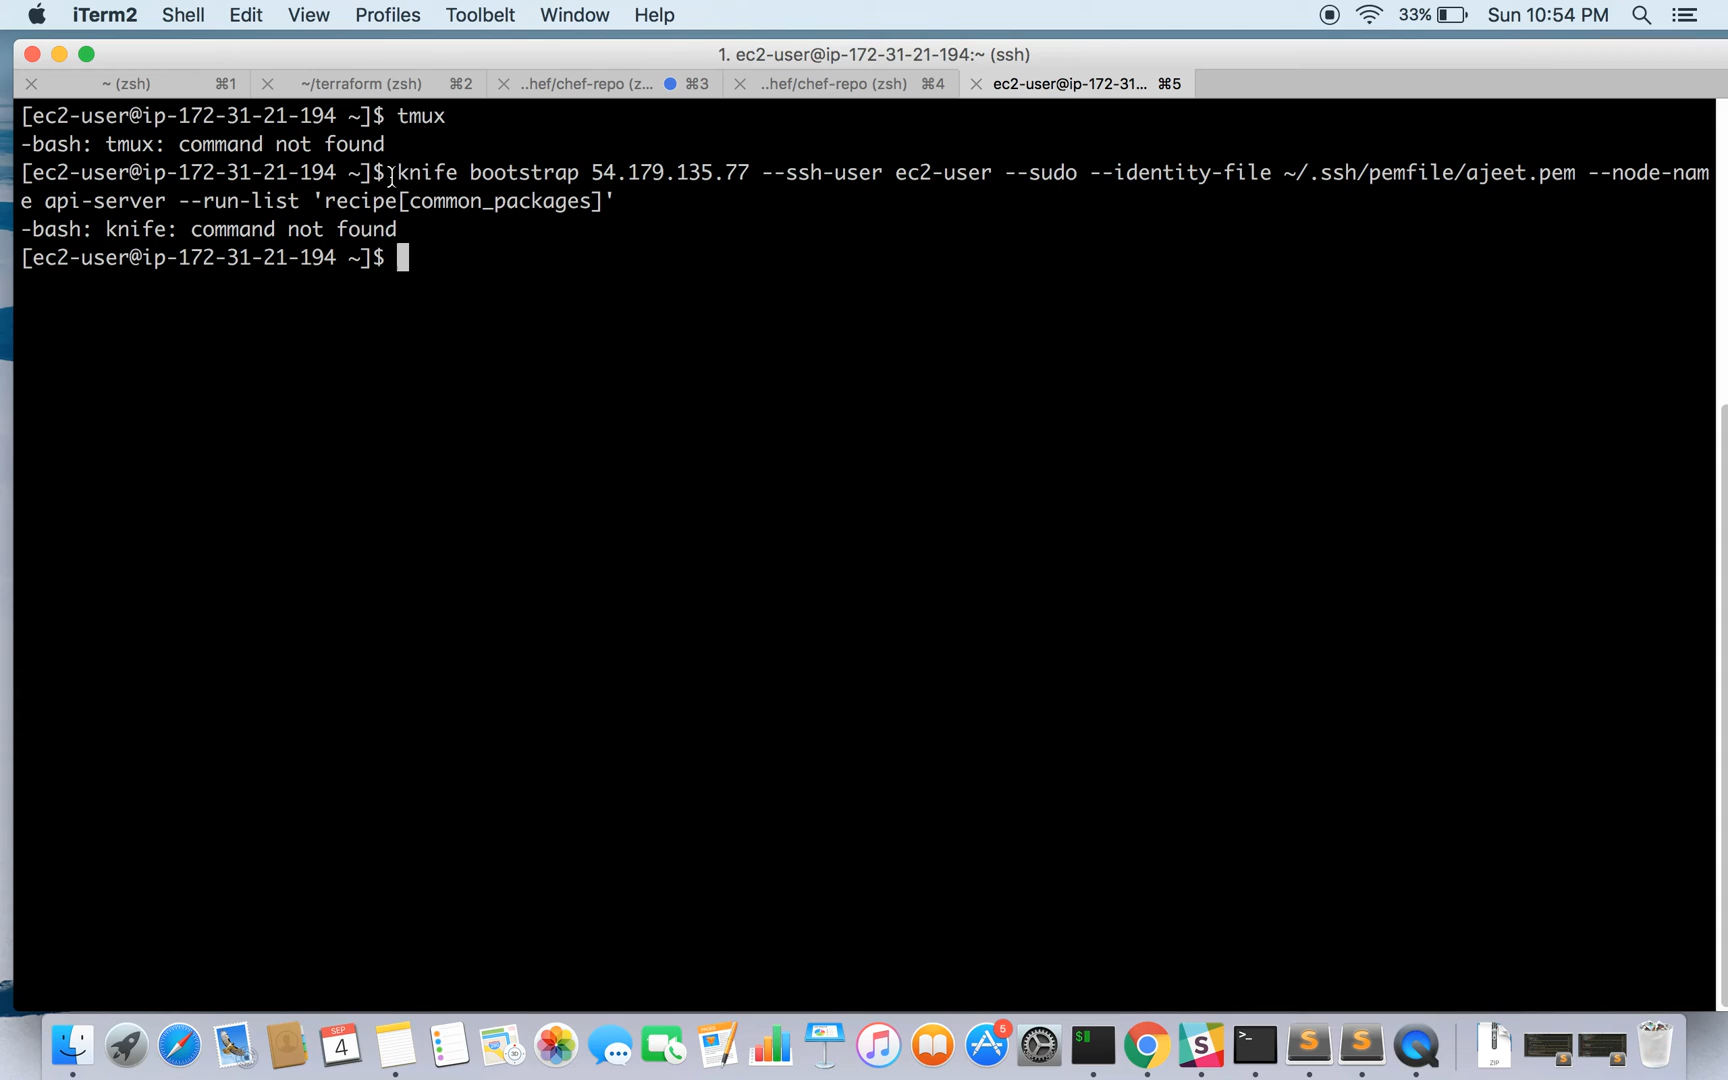 iTerm2 Shell Edit View Profiles Toolbelt Window Help 33% Sun 10:54 PM
1. ec2-user@ip-172-31-21-194:~ (ssh)
~ (zsh) ⌘1 ~/terraform (zsh) ⌘2 ..hef/chef-repo (z... ⌘3 ..hef/chef-repo (zsh) ⌘4 ec2-user@ip-172-31... ⌘5
[ec2-user@ip-172-31-21-194 ~]$ tmux
-bash: tmux: command not found
[ec2-user@ip-172-31-21-194 ~]$ knife bootstrap 54.179.135.77 --ssh-user ec2-user --sudo --identity-file ~/.ssh/pemfile/ajeet.pem --node-nam
e api-server --run-list 'recipe[common_packages]'
-bash: knife: command not found
[ec2-user@ip-172-31-21-194 ~]$
SEP
4
3D
5
$
>_
ZIP